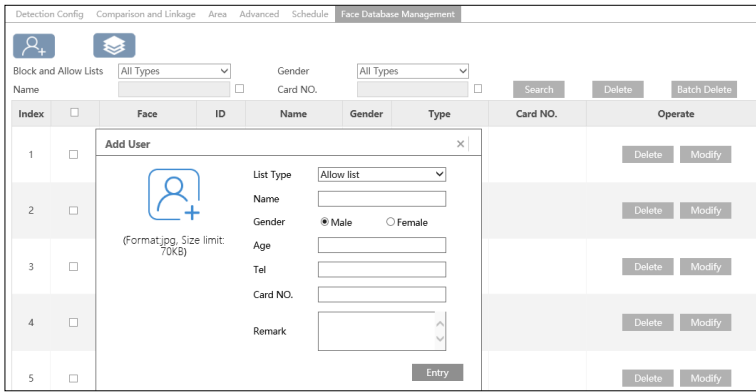 Detection Config Comparison and Linkage Area Advanced Schedule Face Database Management
Block and Allow Lists All Types Gender All Types
Name Card NO. Search Delete Batch Delete
Index Face ID Name Gender Type Card NO. Operate
1 Delete Modify
2 Delete Modify
3 Delete Modify
4 Delete Modify
5 Delete Modify
Add User ×
(Format:jpg, Size limit:
70KB)
List Type Allow list
Name
Gender Male Female
Age
Tel
Card NO.
Remark
Entry